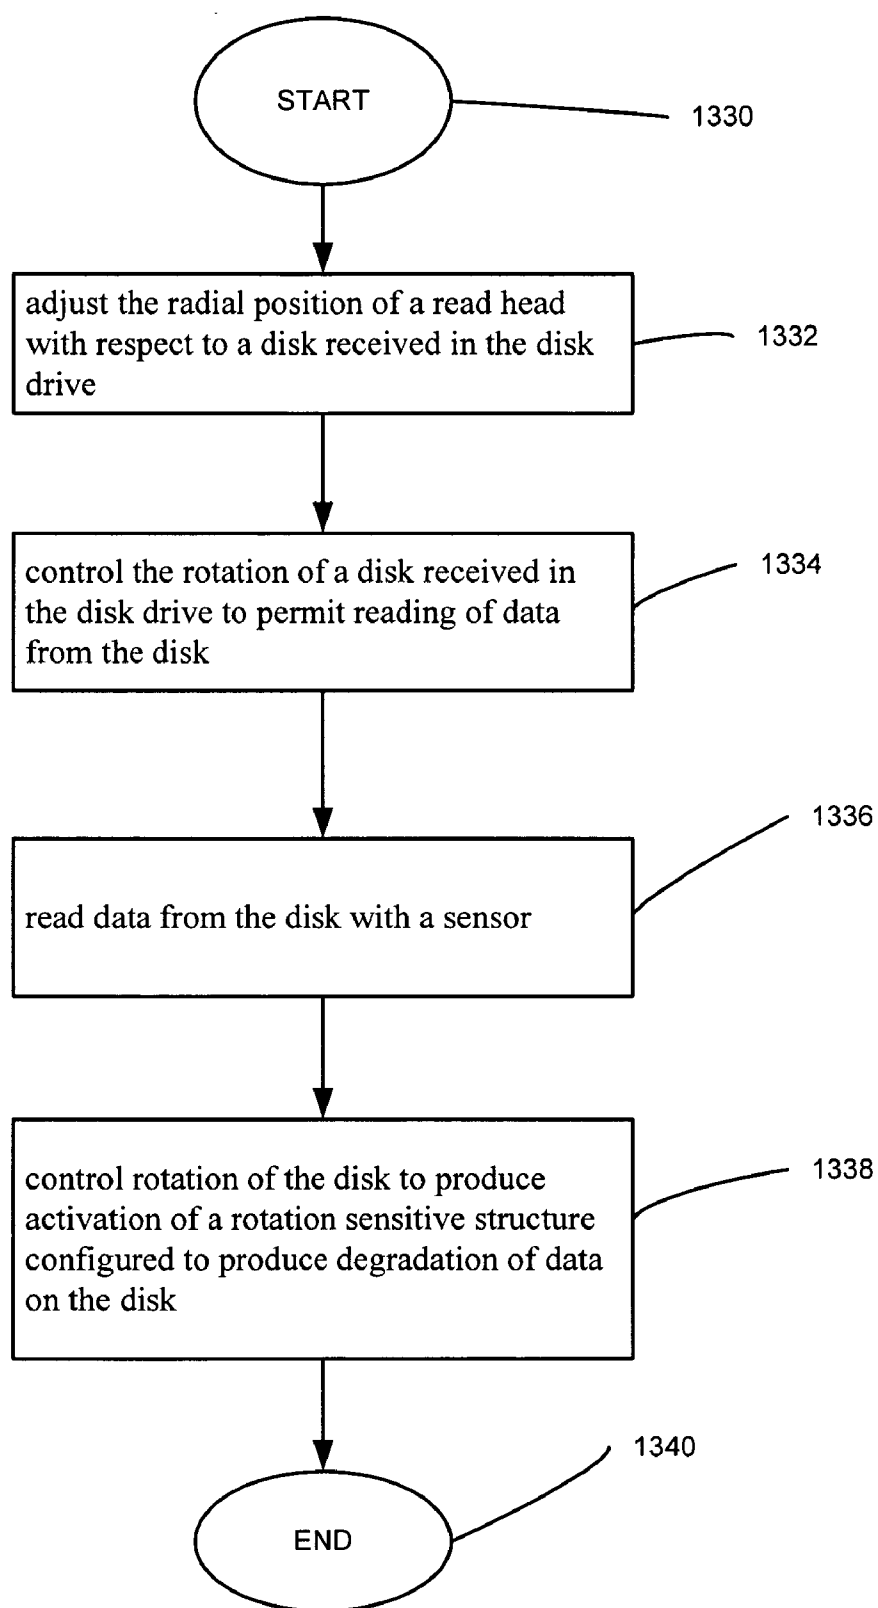 START
1330
adjust the radial position of a read head
with respect to a disk received in the disk
drive
1332
control the rotation of a disk received in
the disk drive to permit reading of data
from the disk
1334
read data from the disk with a sensor
1336
control rotation of the disk to produce
activation of a rotation sensitive structure
configured to produce degradation of data
on the disk
1338
END
1340